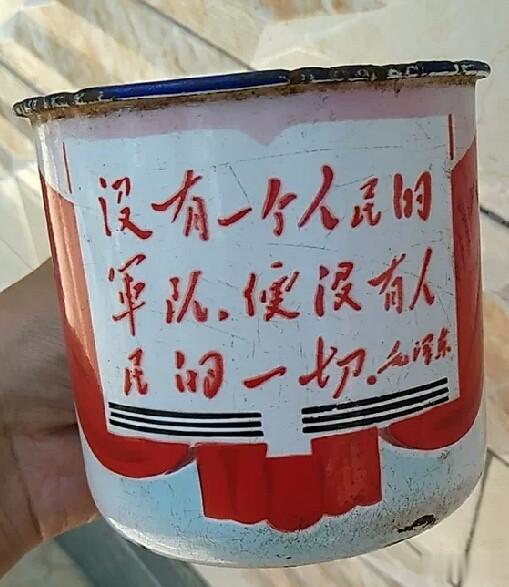 没有一个人民的
軍队，便没有人
民的一切。毛泽东